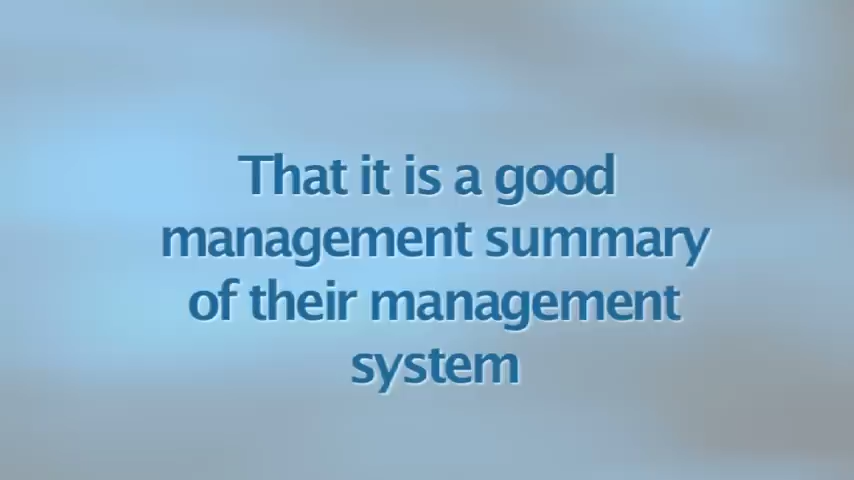 That it is a good
management summary
of their management
system